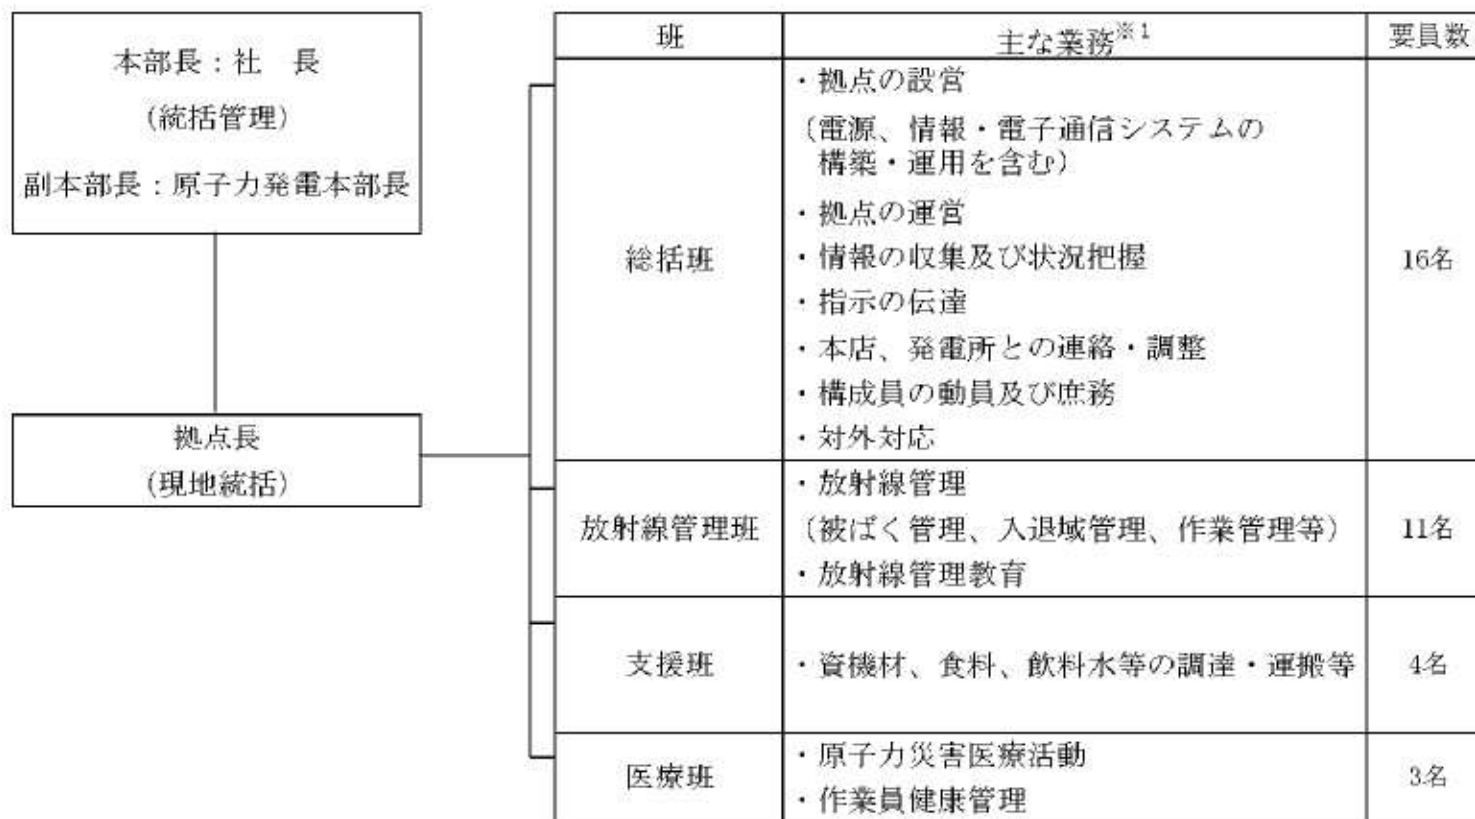 本部長：社　長
(統括管理)
副本部長：原子力発電本部長
拠点長
(現地統括)
班
主な業務※1
要員数
総括班
・拠点の設営
(電源、情報・電子通信システムの
構築・運用を含む)
・拠点の運営
・情報の収集及び状況把握
・指示の伝達
・本店、発電所との連絡・調整
・構成員の動員及び庶務
・対外対応
16名
放射線管理班
・放射線管理
(被ばく管理、入退域管理、作業管理等)
・放射線管理教育
11名
支援班
・資機材、食料、飲料水等の調達・運搬等
4名
医療班
・原子力災害医療活動
・作業員健康管理
3名